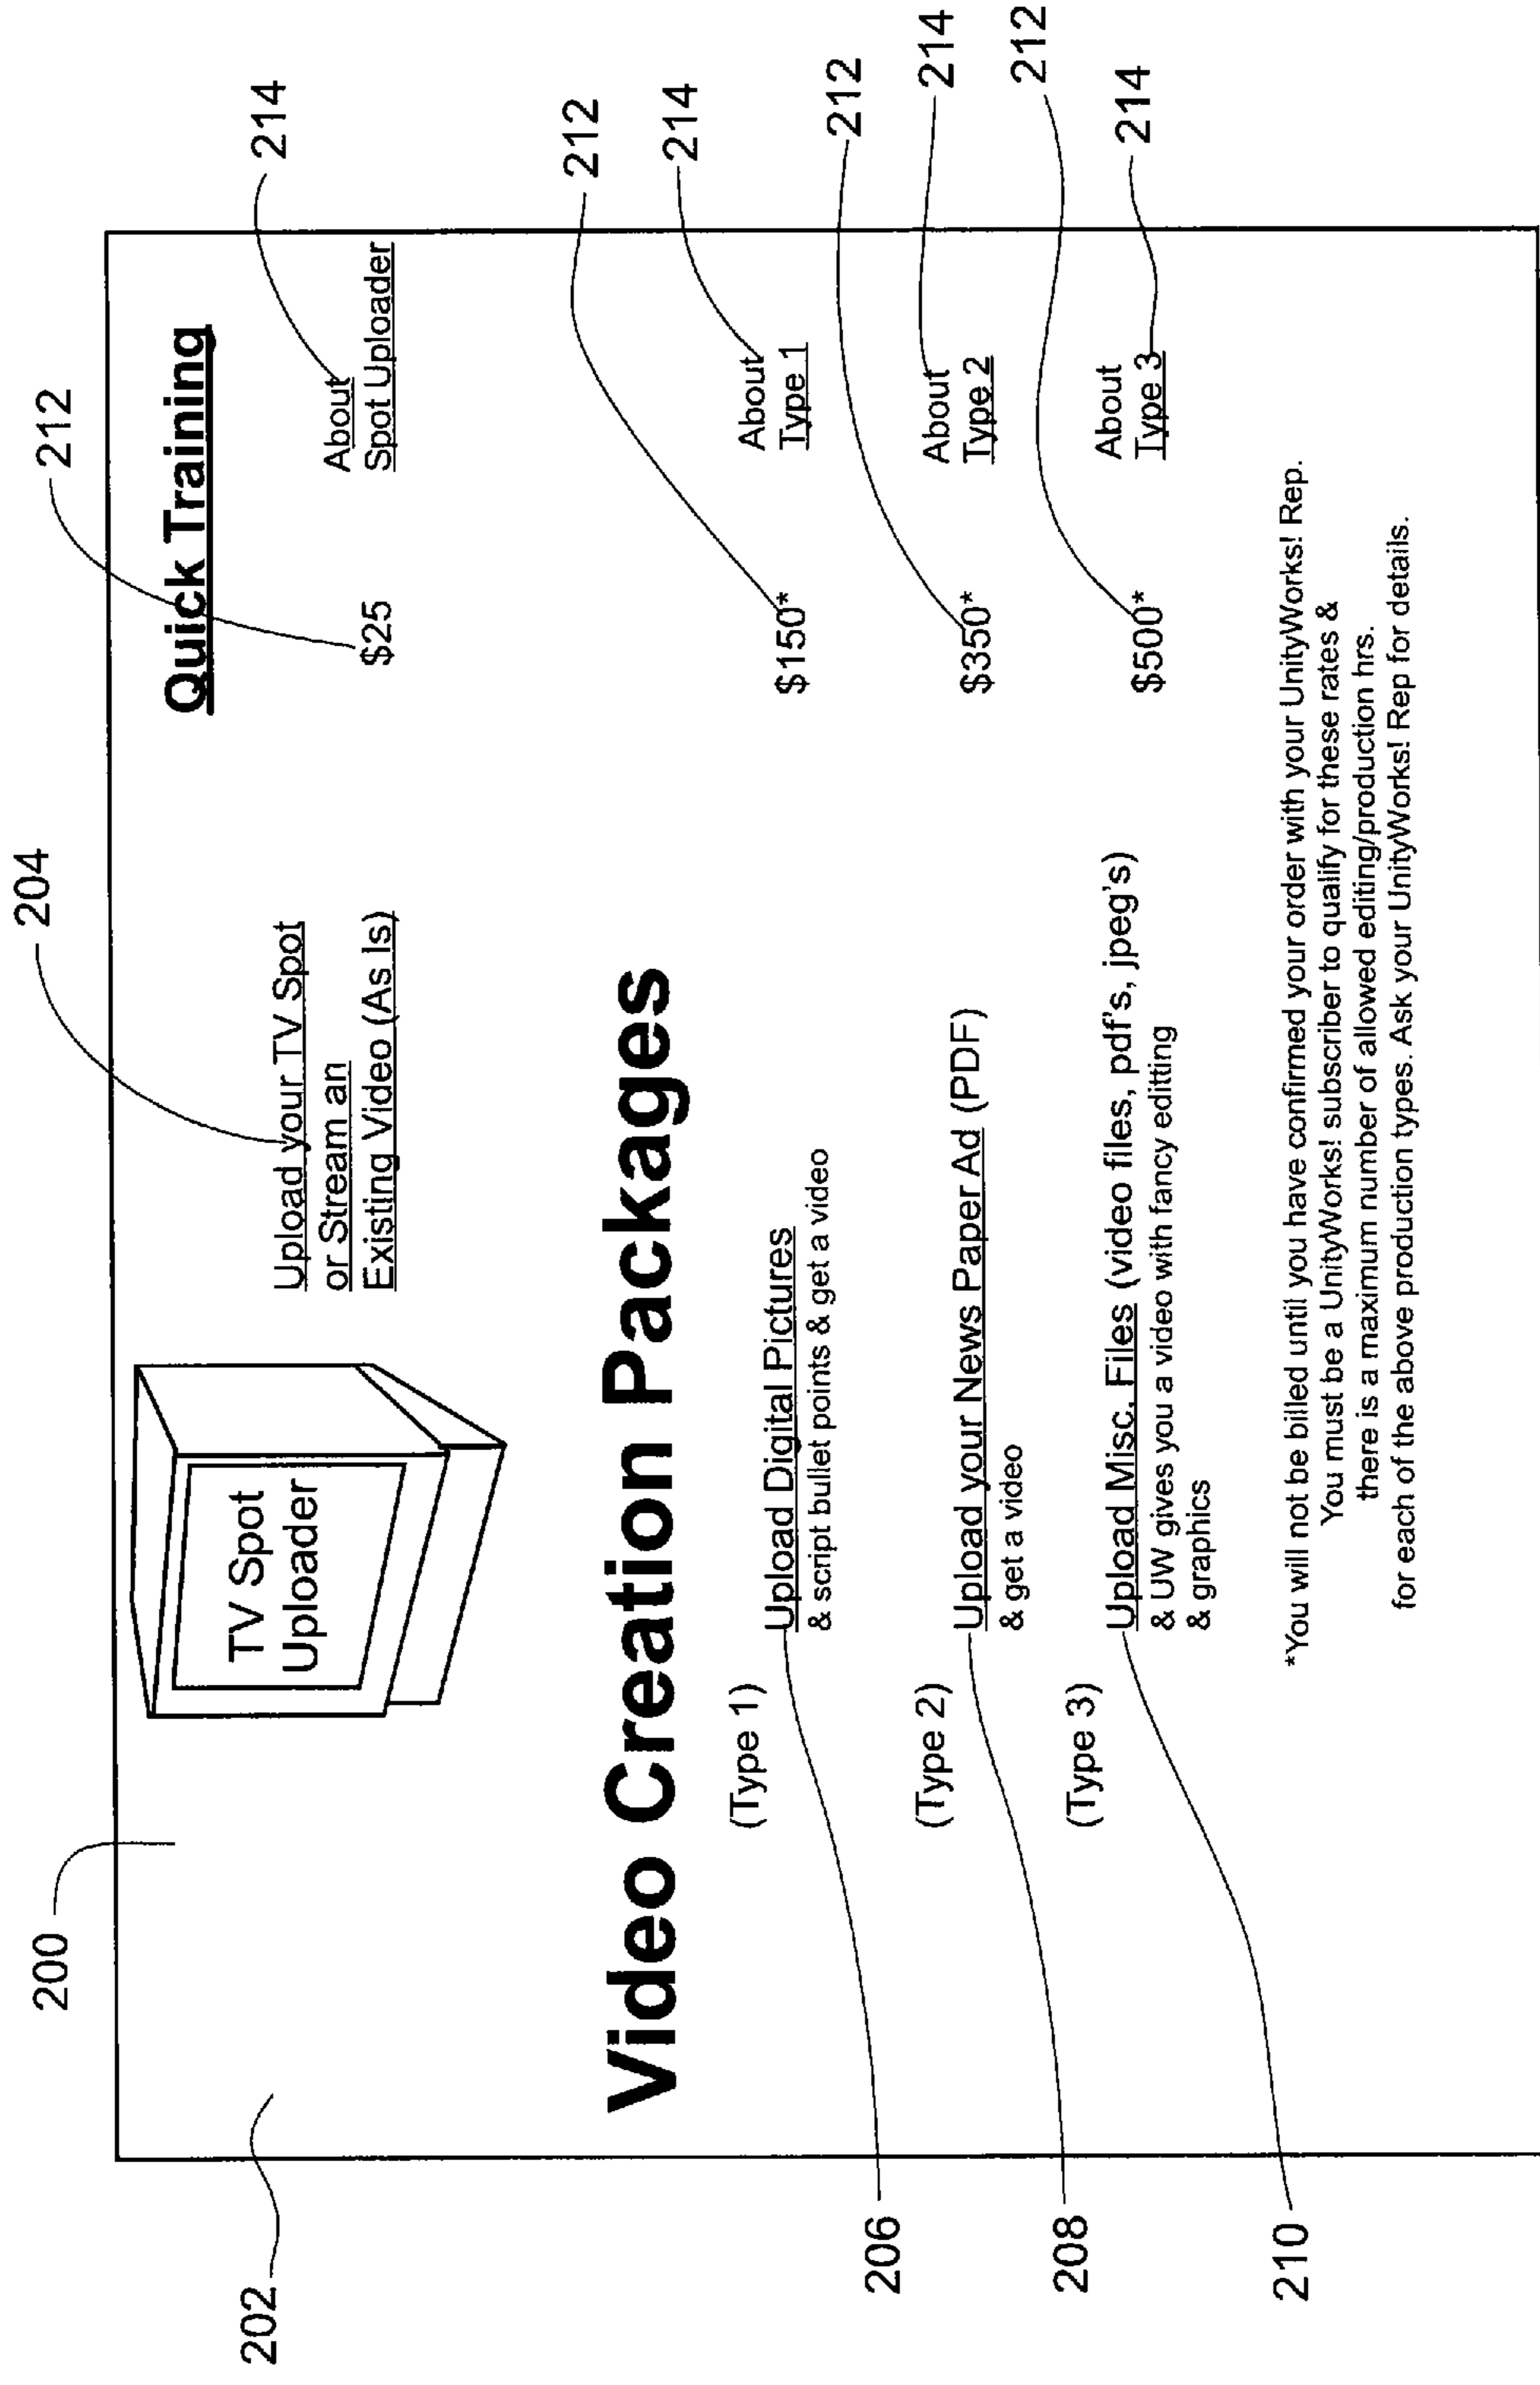 200
202
204
212
214
TV Spot
Uploader
Upload your TV Spot
or Stream an
Existing Video (As Is)
Quick Training
$25
About
Spot Uploader
Video Creation Packages
212
(Type 1)
Upload Digital Pictures
& script bullet points & get a video
$150*
About
Type 1
214
206
212
(Type 2)
Upload your News Paper Ad (PDF)
& get a video
$350*
About
Type 2
214
208
212
(Type 3)
Upload Misc. Files (video files, pdf's, jpeg's)
& UW gives you a video with fancy editting
& graphics
$500*
About
Type 3
214
210
*You will not be billed until you have confirmed your order with your UnityWorks! Rep.
You must be a UnityWorks! subscriber to qualify for these rates &
there is a maximum number of allowed editing/production hrs.
for each of the above production types. Ask your UnityWorks! Rep for details.